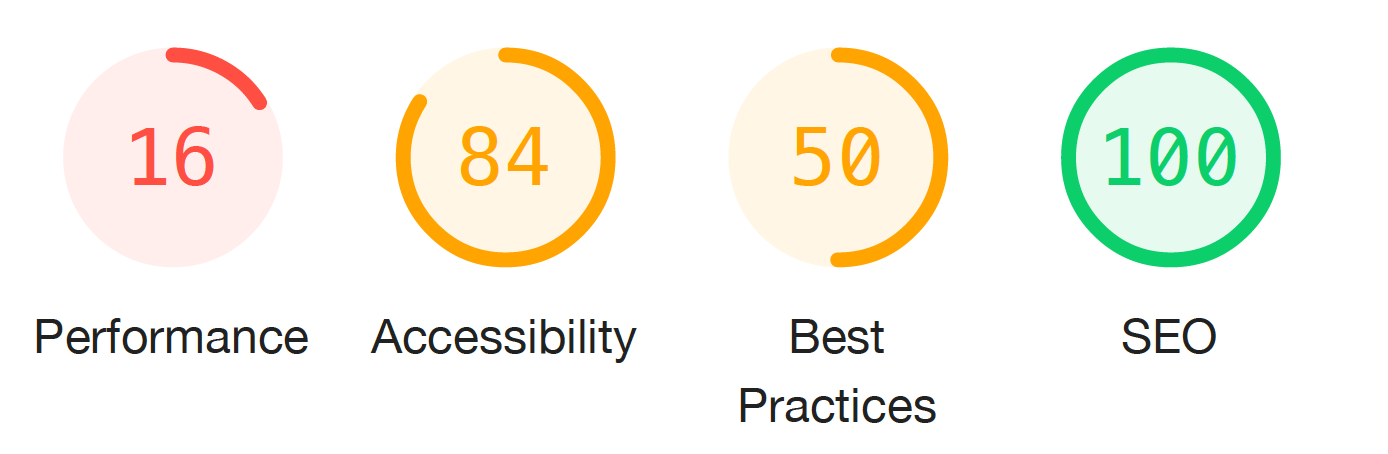 16
84
50
100
Performance
Accessibility
Best
Practices
SEO